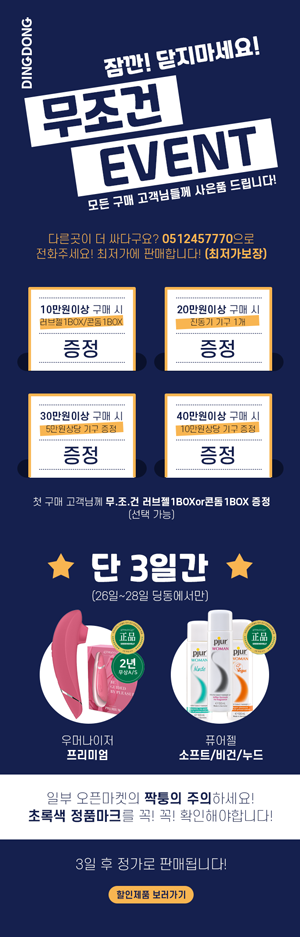 DINGDONG
잠깐! 닫지마세요!
무조건
EVENT
모든 구매 고객님들께 사은품 드립니다!
다른곳이 더 싸다구요? 0512457770으로
전화주세요! 최저가에 판매합니다! (최저가보장)
10만원이상 구매 시
러브젤1BOX/콘돔1BOX
증정
20만원이상 구매 시
진동기 기구 1개
증정
30만원이상 구매 시
5만원상당 기구 증정
증정
40만원이상 구매 시
10만원상당 기구 증정
증정
첫 구매 고객님께 무.조.건 러브젤1BOXor콘돔1BOX 증정
(선택 가능)
단 3일간
(26일~28일 딩동에서만)
正品
2년
무상A/S
正品
pjur
WOMAN
Nude
pjur
WOMAN
pjur
WOMAN
Vegan
우머나이저
프리미엄
퓨어젤
소프트/비건/누드
일부 오픈마켓의 짝퉁의 주의하세요!
초록색 정품마크를 꼭! 꼭! 확인해야합니다!
3일 후 정가로 판매됩니다!
할인제품 보러가기